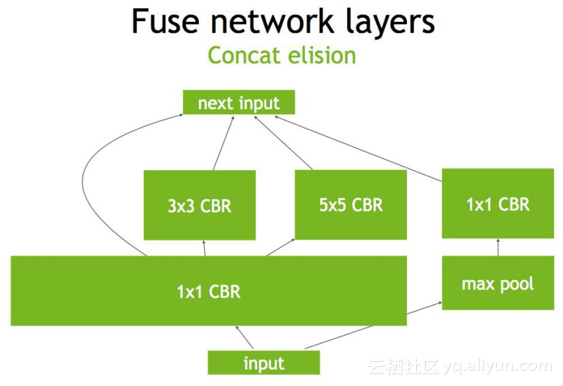 Fuse network layers
Concat elision
next input
3x3 CBR
5x5 CBR
1x1 CBR
1x1 CBR
max pool
input
云栖社区 yq.aliyun.com